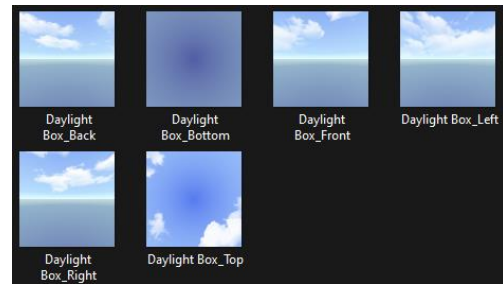 Daylight
Box_Back
Daylight
Box_Bottom
Daylight
Box_Front
Daylight Box_Left
Daylight
Box_Right
Daylight Box_Top